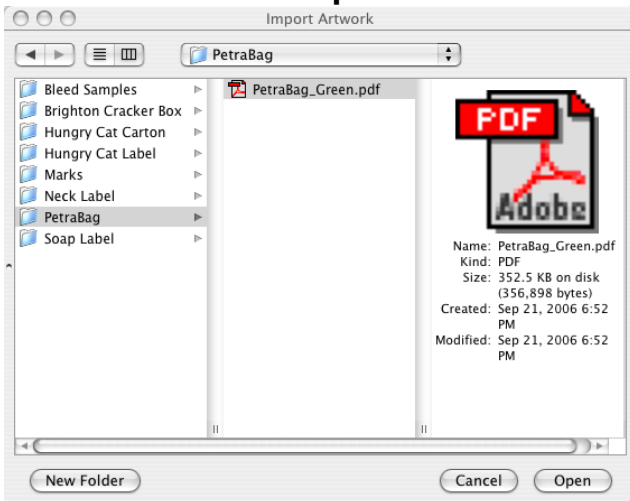 Import Artwork
PetraBag
Bleed Samples
Brighton Cracker Box
Hungry Cat Carton
Hungry Cat Label
Marks
Neck Label
PetraBag
Soap Label
PetraBag_Green.pdf
PDF
Adobe
Name: PetraBag_Green.pdf
Kind: PDF
Size: 352.5 KB on disk
(356,898 bytes)
Created: Sep 21, 2006 6:52
PM
Modified: Sep 21, 2006 6:52
PM
New Folder
Cancel
Open